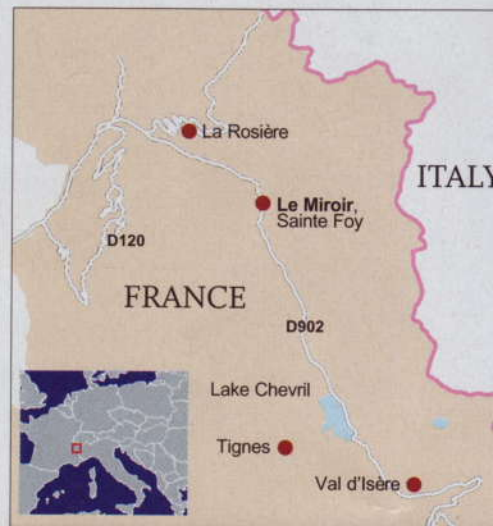 La Rosière
ITALY
Le Miroir,
Sainte Foy
D120
FRANCE
D902
Lake Chevril
Tignes
Val d'Isère